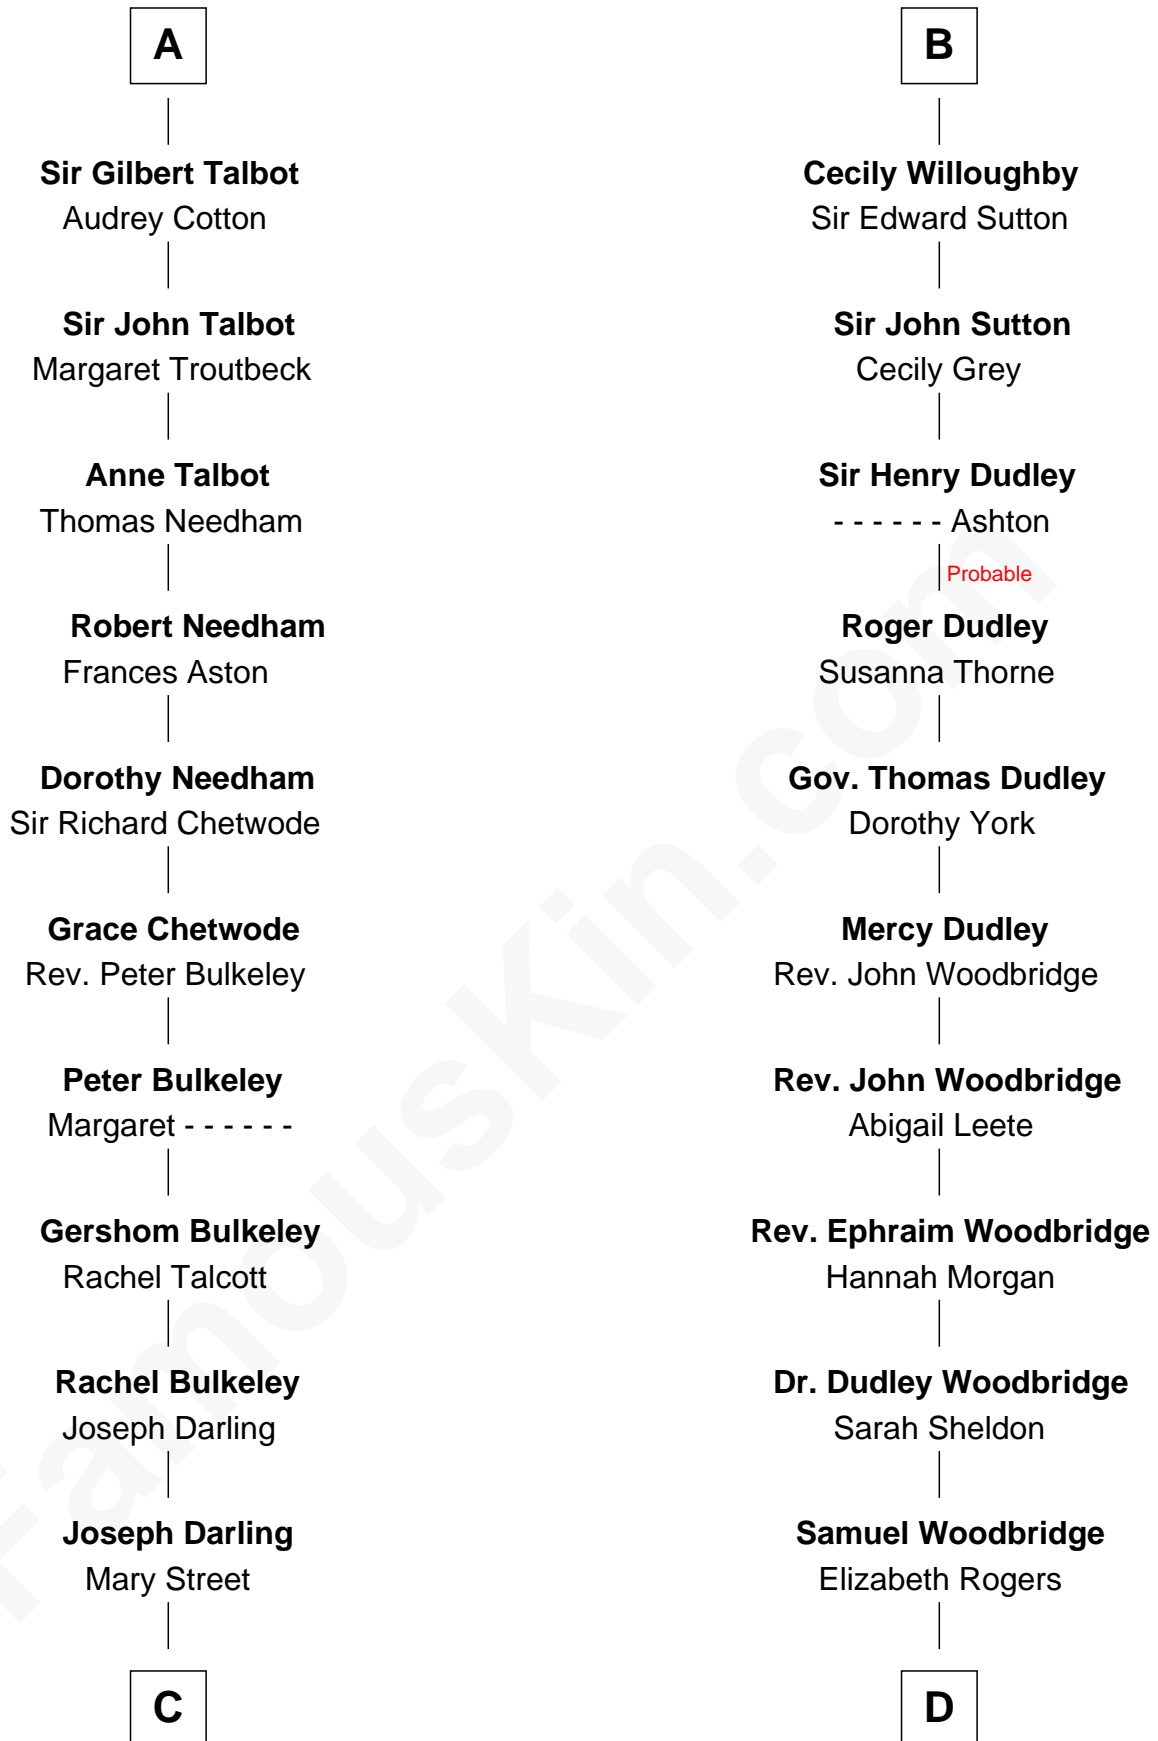 A
Sir Gilbert Talbot
Audrey Cotton
Sir John Talbot
Margaret Troutbeck
Anne Talbot
Thomas Needham
Robert Needham
Frances Aston
Dorothy Needham
Sir Richard Chetwode
Grace Chetwode
Rev. Peter Bulkeley
Peter Bulkeley
Margaret - - - - - -
Gershom Bulkeley
Rachel Talcott
Rachel Bulkeley
Joseph Darling
Joseph Darling
Mary Street
C
B
Cecily Willoughby
Sir Edward Sutton
Sir John Sutton
Cecily Grey
Sir Henry Dudley
- - - - - - Ashton
Probable
Roger Dudley
Susanna Thorne
Gov. Thomas Dudley
Dorothy York
Mercy Dudley
Rev. John Woodbridge
Rev. John Woodbridge
Abigail Leete
Rev. Ephraim Woodbridge
Hannah Morgan
Dr. Dudley Woodbridge
Sarah Sheldon
Samuel Woodbridge
Elizabeth Rogers
D
FamousKin.com